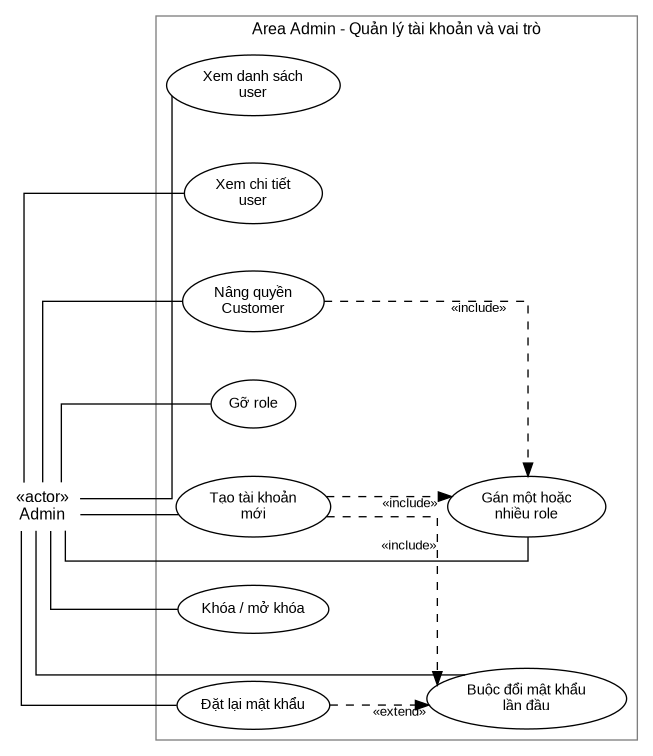 Area Admin - Quản lý tài khoản và vai trò
Xem danh sách
user
Xem chi tiết
user
Nâng quyền
Customer
«include»
Gỡ role
«actor»
Admin
Tạo tài khoản
mới
«include»
Gán một hoặc
nhiều role
«include»
Khóa / mở khóa
Đặt lại mật khẩu
«extend»
Buộc đổi mật khẩu
lần đầu